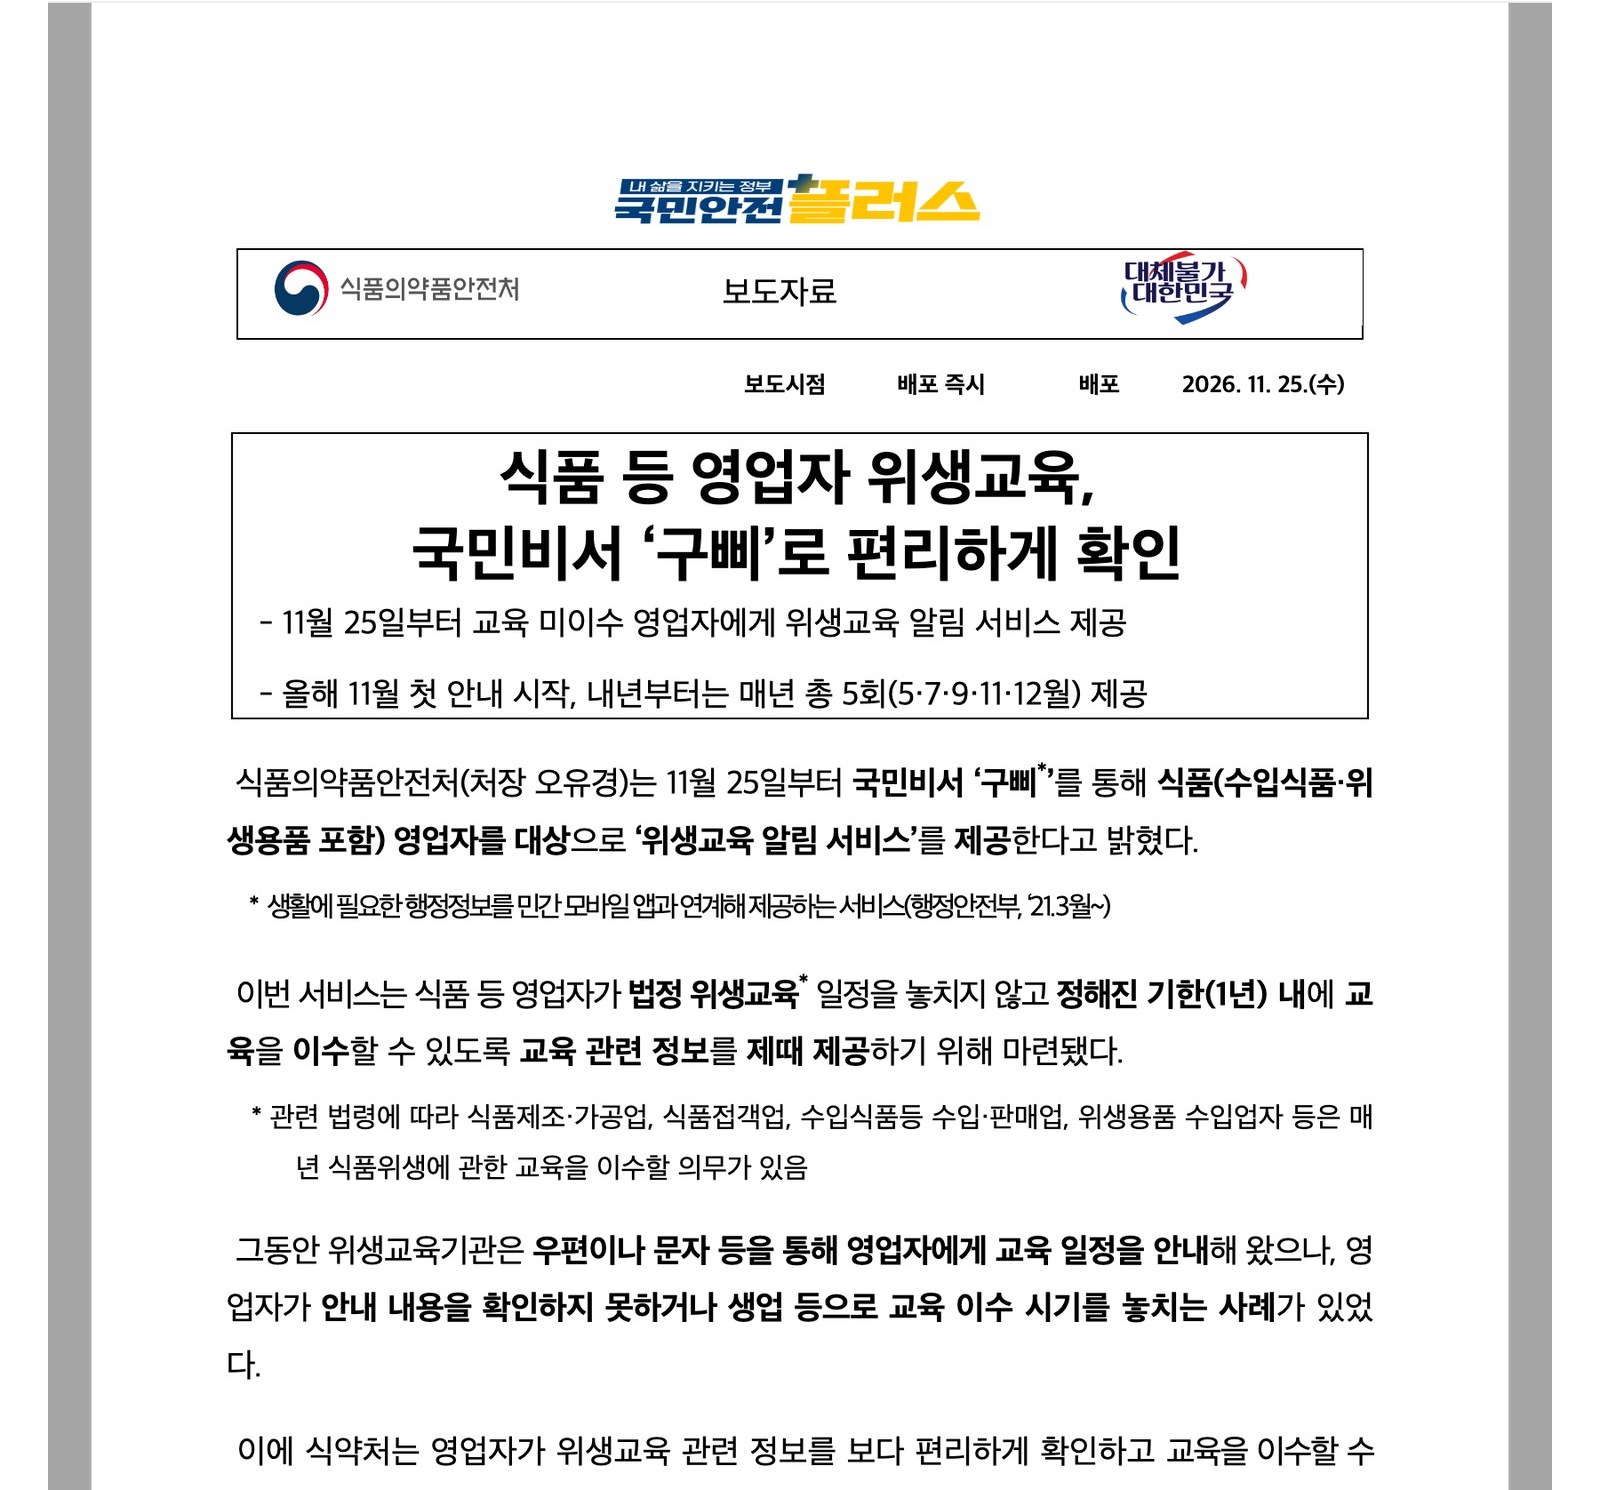 내 삶을 지키는 정부
국민안전플러스
식품의약품안전처 보도자료 대체불가 대한민국
보도시점 배포 즉시 배포 2026. 11. 25.(수)
식품 등 영업자 위생교육,
국민비서 ‘구삐’로 편리하게 확인
- 11월 25일부터 교육 미이수 영업자에게 위생교육 알림 서비스 제공
- 올해 11월 첫 안내 시작, 내년부터는 매년 총 5회(5·7·9·11·12월) 제공
식품의약품안전처(처장 오유경)는 11월 25일부터 국민비서 ‘구삐*’를 통해 식품(수입식품·위
생용품 포함) 영업자를 대상으로 ‘위생교육 알림 서비스’를 제공한다고 밝혔다.
* 생활에 필요한 행정정보를 민간 모바일 앱과 연계해 제공하는 서비스(행정안전부, ‘21.3월~)
이번 서비스는 식품 등 영업자가 법정 위생교육* 일정을 놓치지 않고 정해진 기한(1년) 내에 교
육을 이수할 수 있도록 교육 관련 정보를 제때 제공하기 위해 마련됐다.
* 관련 법령에 따라 식품제조·가공업, 식품접객업, 수입식품등 수입·판매업, 위생용품 수입업자 등은 매
년 식품위생에 관한 교육을 이수할 의무가 있음
그동안 위생교육기관은 우편이나 문자 등을 통해 영업자에게 교육 일정을 안내해 왔으나, 영
업자가 안내 내용을 확인하지 못하거나 생업 등으로 교육 이수 시기를 놓치는 사례가 있었
다.
이에 식약처는 영업자가 위생교육 관련 정보를 보다 편리하게 확인하고 교육을 이수할 수